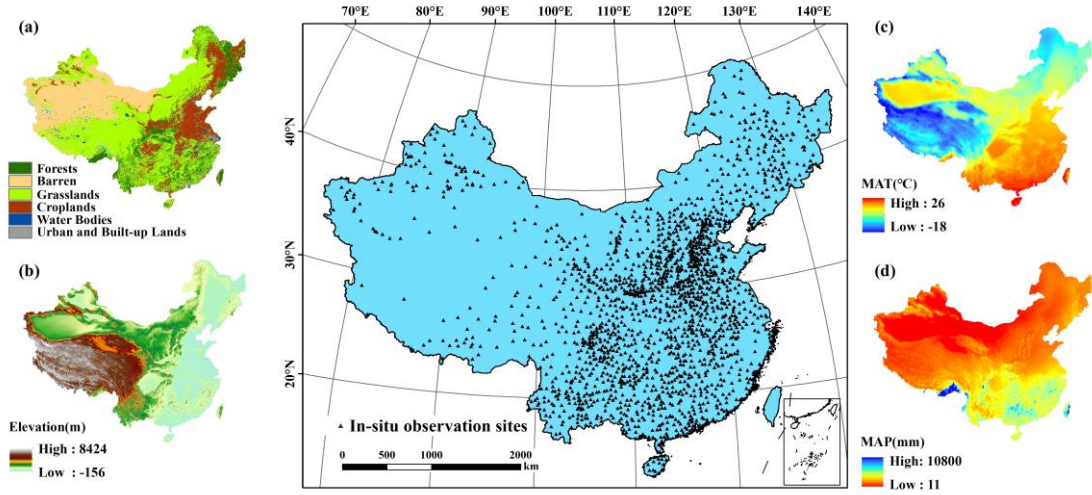 (a)
Forests
Barren
Grasslands
Croplands
Water Bodies
Urban and Built-up Lands
(b)
Elevation(m)
High : 8424
Low : -156
70°E
80°E
90°E
100°E
110°E
120°E
130°E
140°E
40°N
30°N
20°N
In-situ observation sites
0
500
1000
2000
km
(c)
MAT(°C)
High : 26
Low : -18
(d)
MAP(mm)
High: 10800
Low : 11